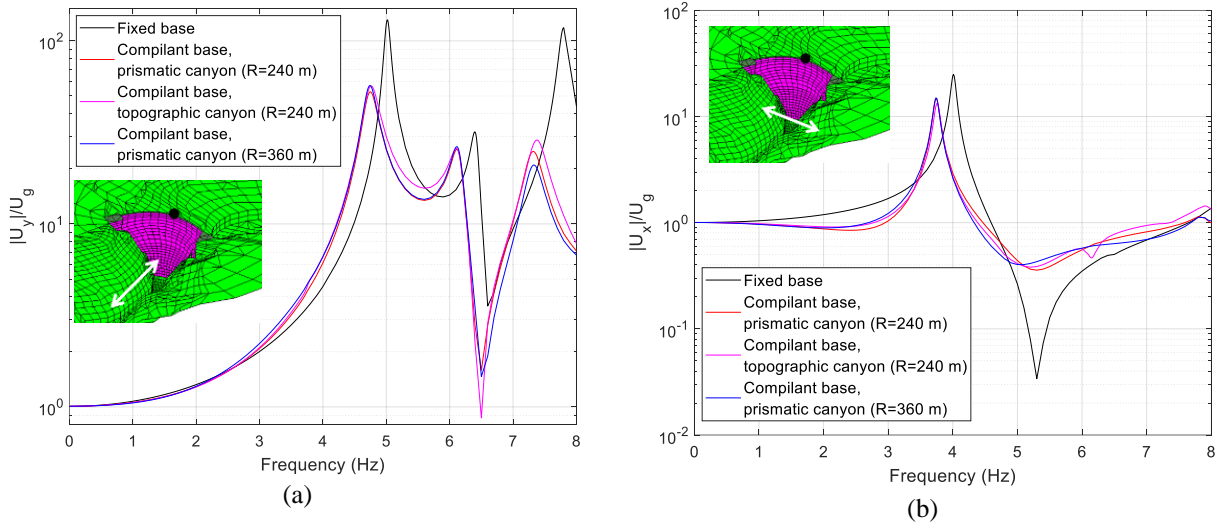 10^2
10^1
10^0
|U_y|/U_g
Fixed base
Compilant base,
prismatic canyon (R=240 m)
Compilant base,
topographic canyon (R=240 m)
Compilant base,
prismatic canyon (R=360 m)
0 1 2 3 4 5 6 7 8
Frequency (Hz)
(a)
10^2
10^1
10^0
10^-1
10^-2
|U_x|/U_g
Fixed base
Compilant base,
prismatic canyon (R=240 m)
Compilant base,
topographic canyon (R=240 m)
Compilant base,
prismatic canyon (R=360 m)
0 1 2 3 4 5 6 7 8
Frequency (Hz)
(b)